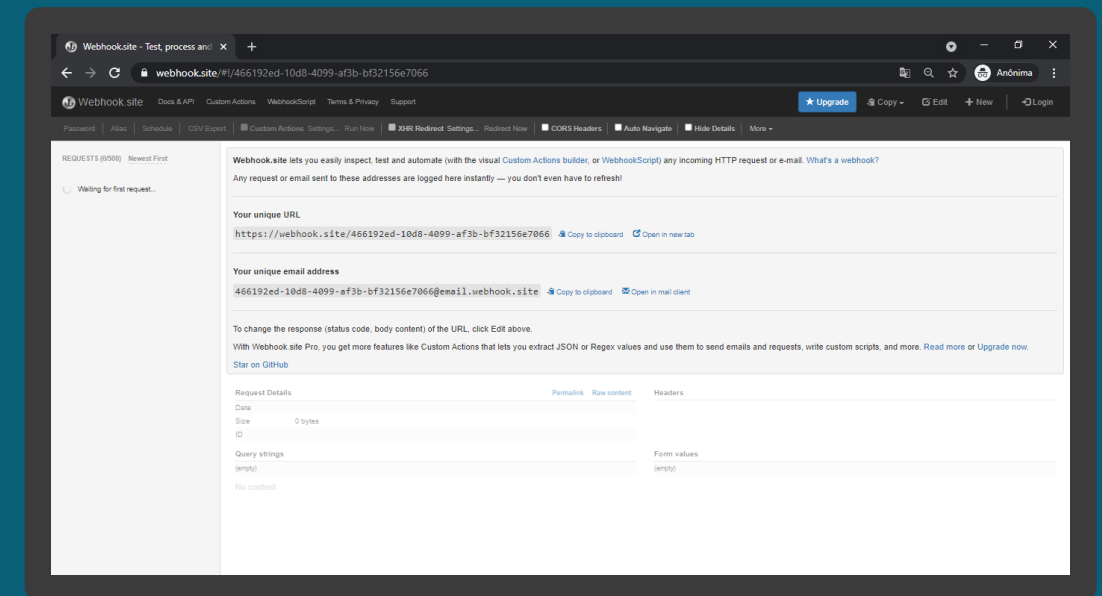 Webhook.site - Test, process and
webhook.site/#!/466192ed-10d8-4099-af3b-bf32156e7066
Anônima
Webhook.site Docs & API Custom Actions WebhookScript Terms & Privacy Support Upgrade Copy Edit New Login
Password Alias Schedule CSV Export Custom Actions Settings... Run Now XHR Redirect Settings... Redirect Now CORS Headers Auto Navigate Hide Details More
REQUESTS (0/500) Newest First
Waiting for first request...
Webhook.site lets you easily inspect, test and automate (with the visual Custom Actions builder, or WebhookScript) any incoming HTTP request or e-mail. What's a webhook?
Any request or email sent to these addresses are logged here instantly — you don't even have to refresh!
Your unique URL
https://webhook.site/466192ed-10d8-4099-af3b-bf32156e7066 Copy to clipboard Open in new tab
Your unique email address
466192ed-10d8-4099-af3b-bf32156e7066@email.webhook.site Copy to clipboard Open in mail client
To change the response (status code, body content) of the URL, click Edit above.
With Webhook.site Pro, you get more features like Custom Actions that lets you extract JSON or Regex values and use them to send emails and requests, write custom scripts, and more. Read more or Upgrade now.
Star on GitHub
Request Details Permalink Raw content Headers
Date
Size 0 bytes
ID
Query strings Form values
(empty) (empty)
No content